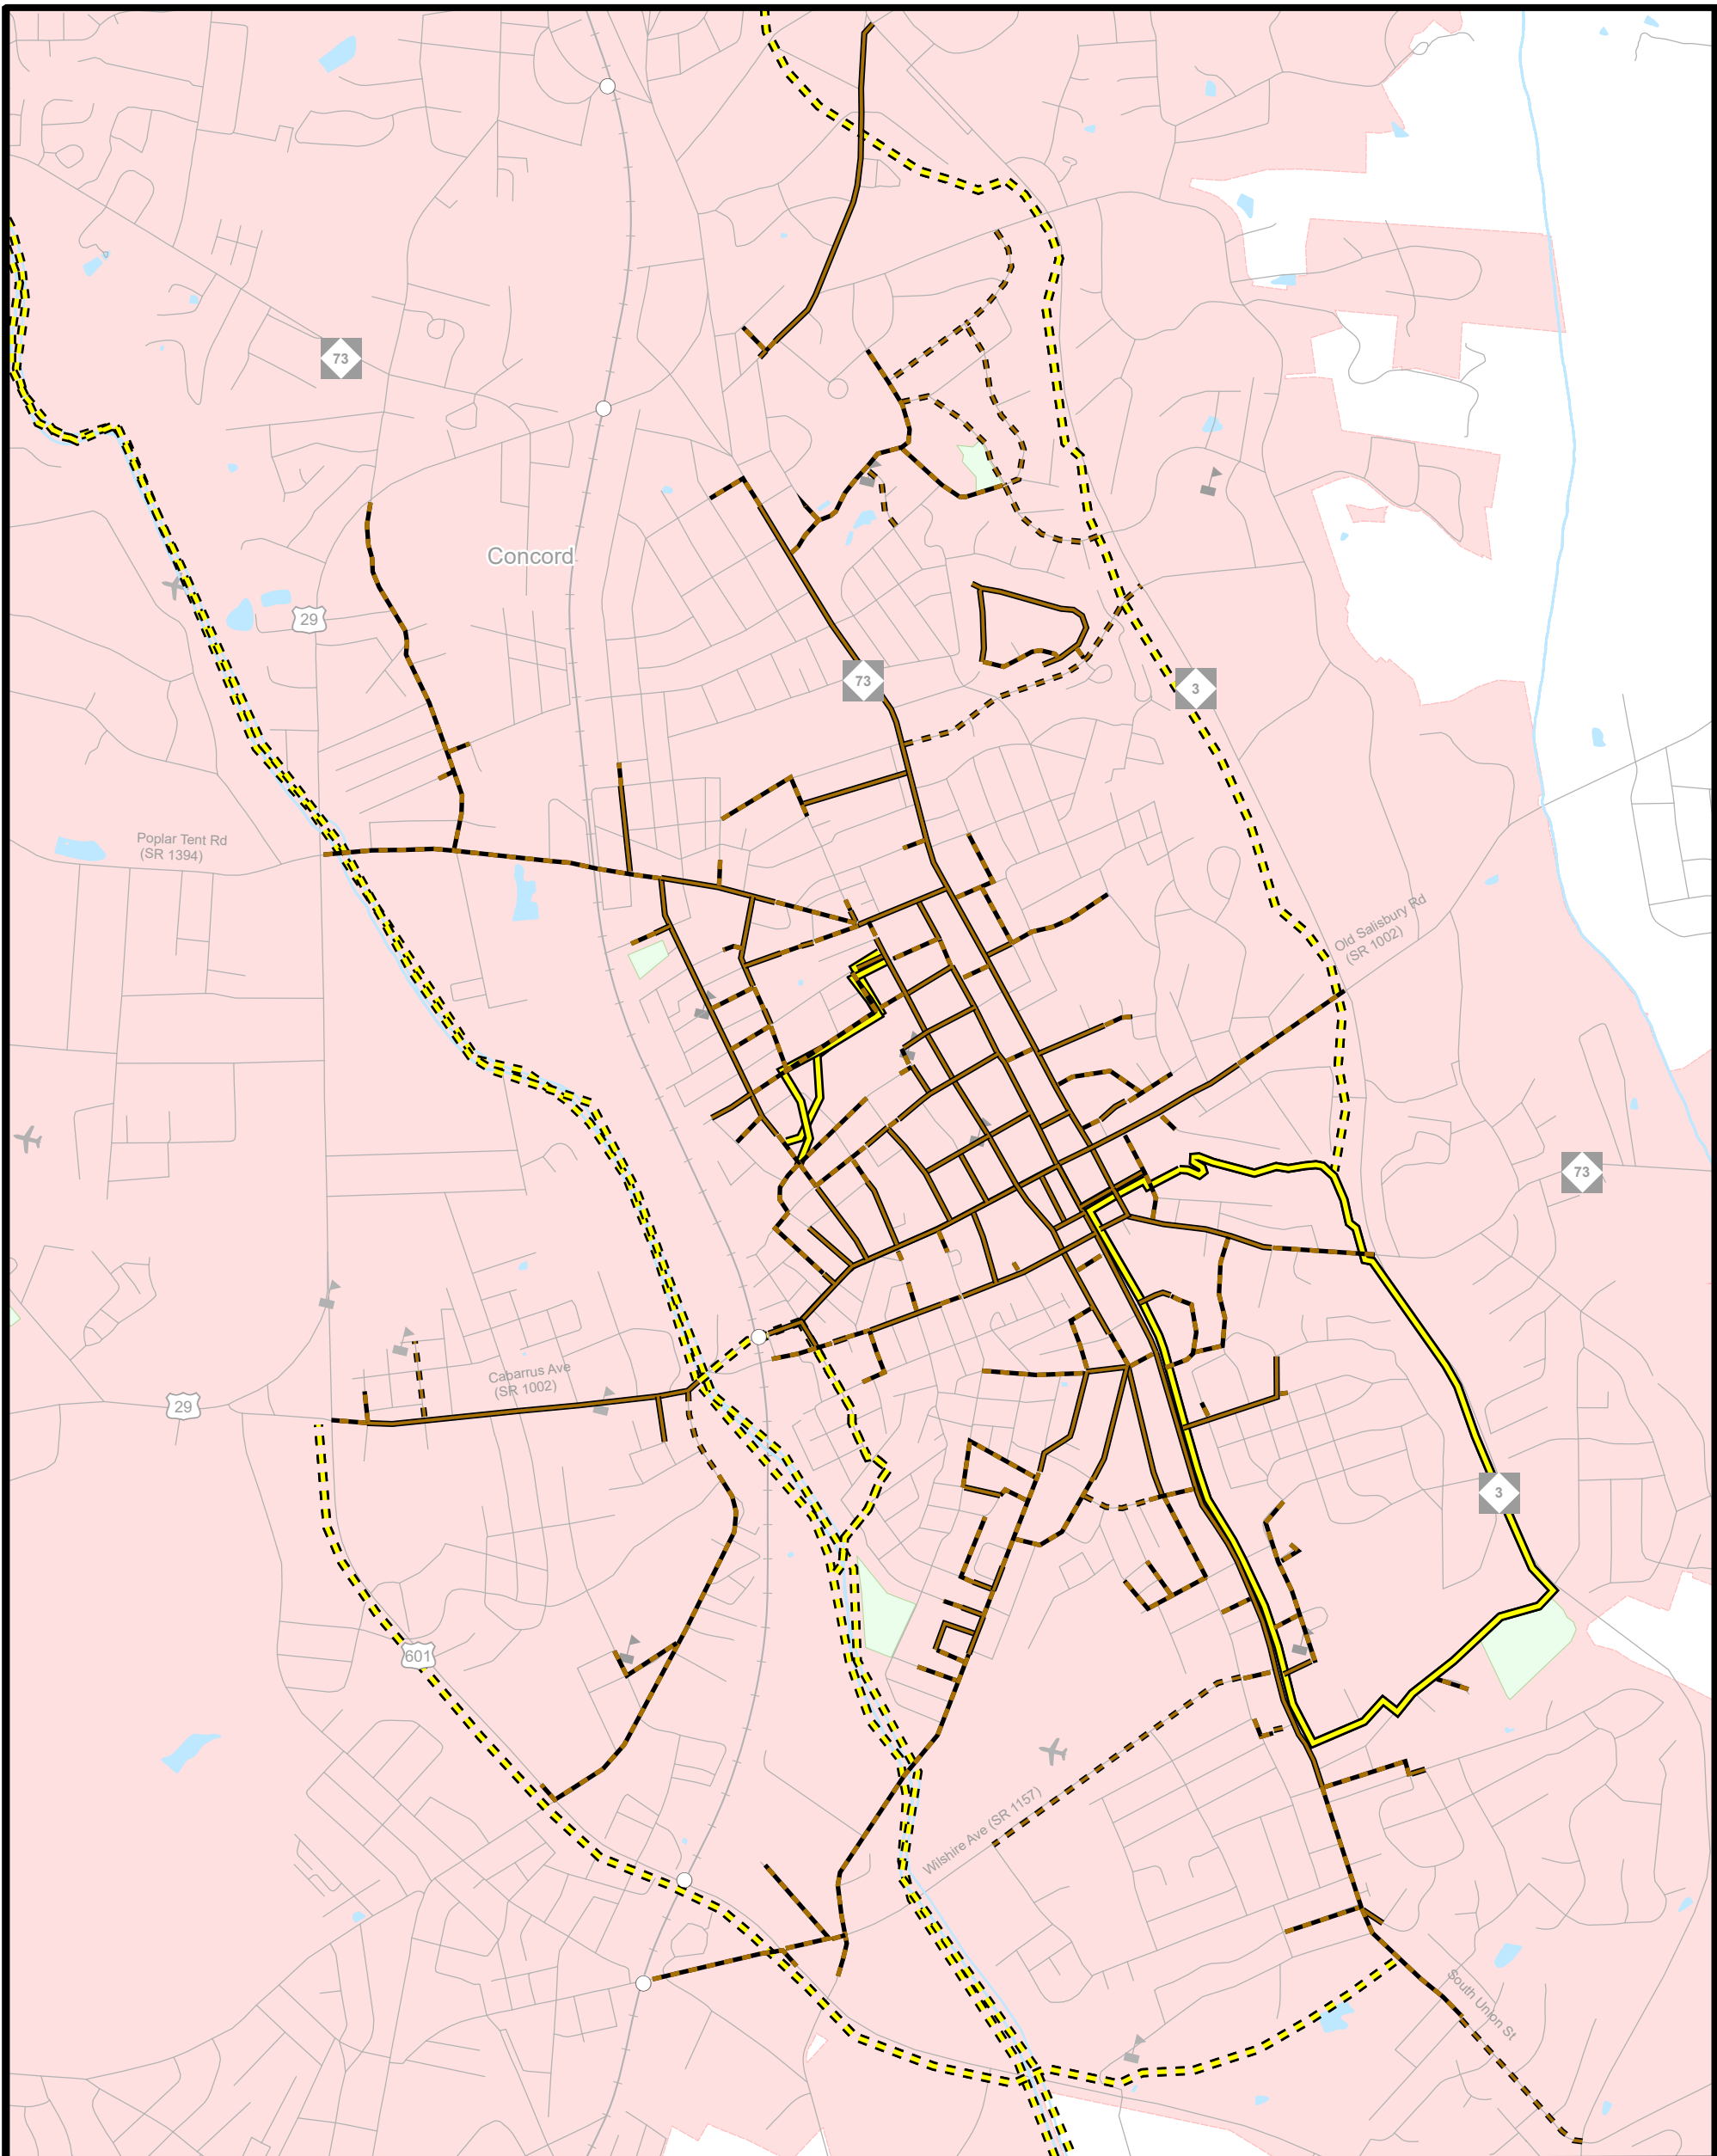 73
Concord
29
73
3
Poplar Tent Rd
(SR 1394)
Old Salisbury Rd
(SR 1002)
73
Cabarrus Ave
(SR 1002)
29
3
601
Wilshire Ave (SR 1157)
South Union St